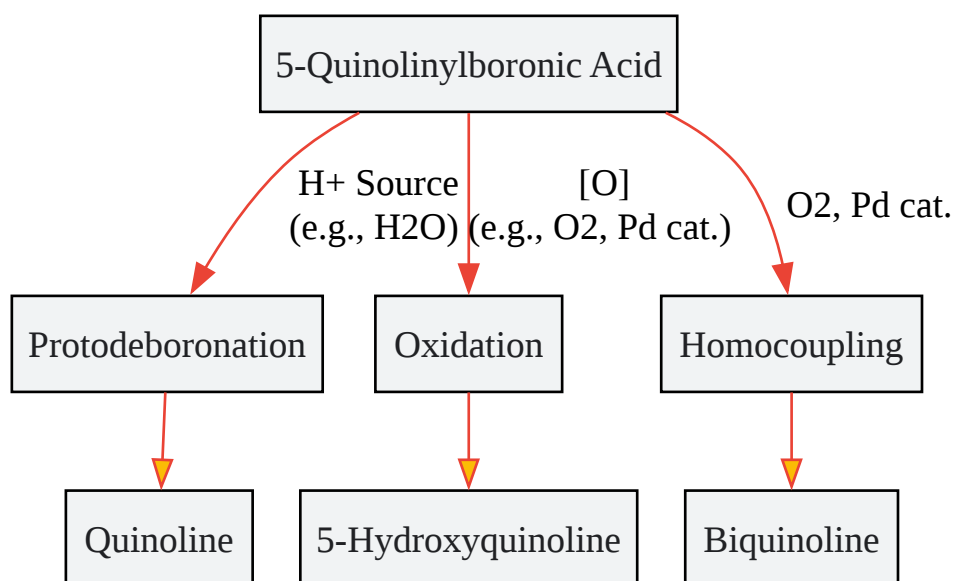 5-Quinolinylboronic Acid
H+ Source
(e.g., H2O)
[O]
(e.g., O2, Pd cat.)
O2, Pd cat.
Protodeboronation
Oxidation
Homocoupling
Quinoline
5-Hydroxyquinoline
Biquinoline